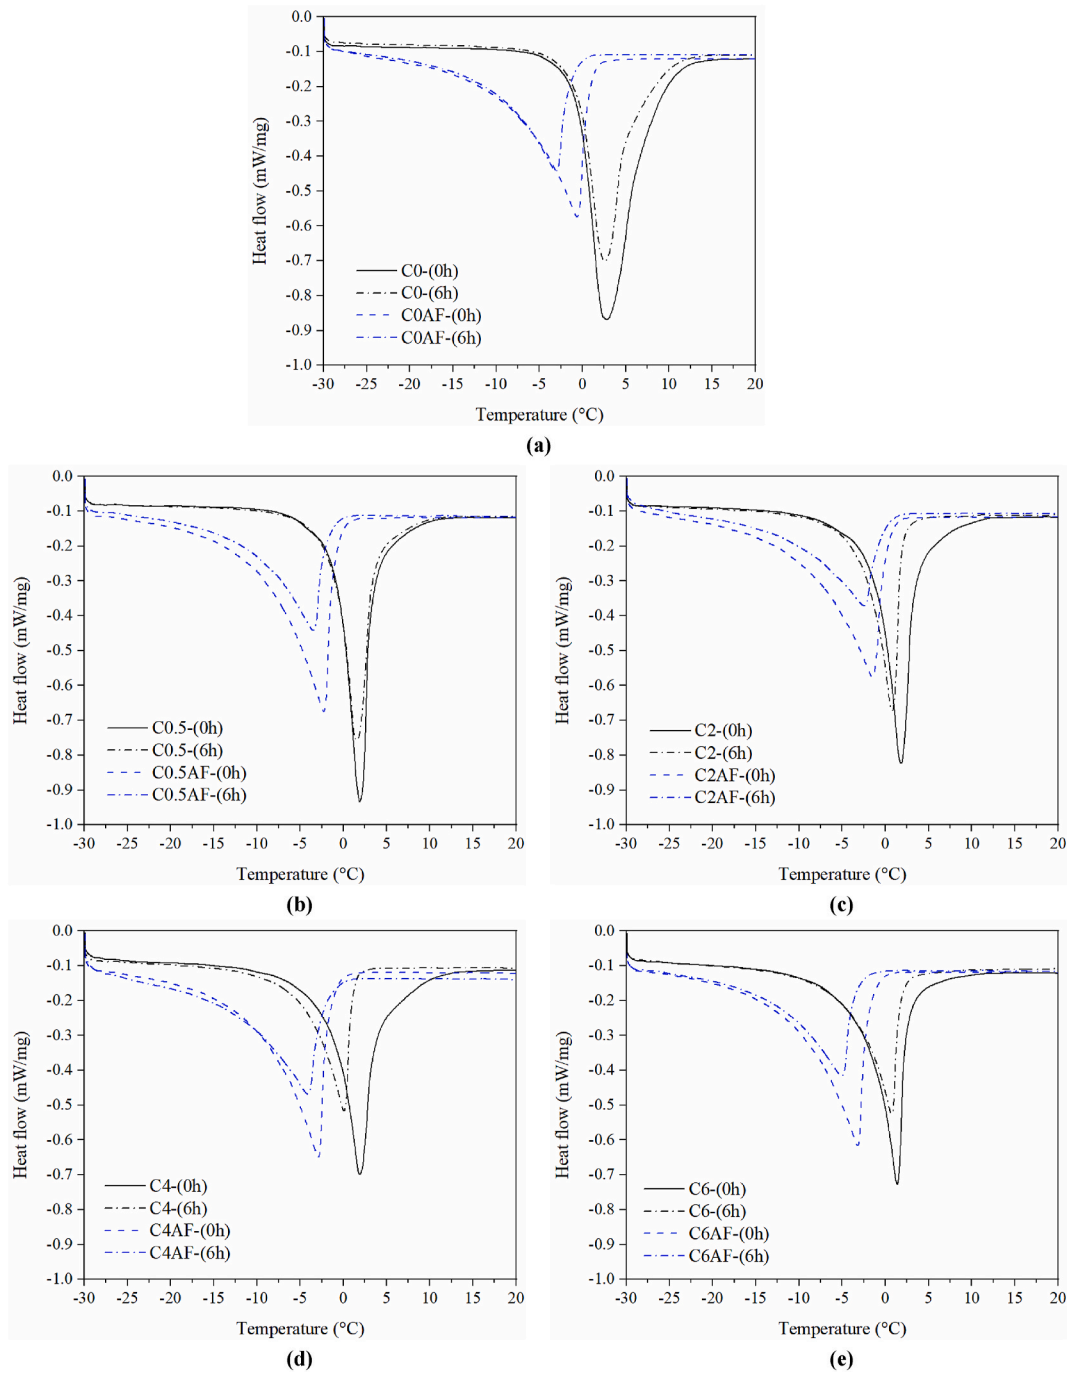 0.0
-0.1
-0.2
-0.3
-0.4
-0.5
-0.6
-0.7
-0.8
-0.9
-1.0
Heat flow (mW/mg)
C0-(0h)
C0-(6h)
C0AF-(0h)
C0AF-(6h)
-30 -25 -20 -15 -10 -5 0 5 10 15 20
Temperature (°C)
(a)
0.0
-0.1
-0.2
-0.3
-0.4
-0.5
-0.6
-0.7
-0.8
-0.9
-1.0
Heat flow (mW/mg)
C0.5-(0h)
C0.5-(6h)
C0.5AF-(0h)
C0.5AF-(6h)
-30 -25 -20 -15 -10 -5 0 5 10 15 20
Temperature (°C)
(b)
0.0
-0.1
-0.2
-0.3
-0.4
-0.5
-0.6
-0.7
-0.8
-0.9
-1.0
Heat flow (mW/mg)
C2-(0h)
C2-(6h)
C2AF-(0h)
C2AF-(6h)
-30 -25 -20 -15 -10 -5 0 5 10 15 20
Temperature (°C)
(c)
0.0
-0.1
-0.2
-0.3
-0.4
-0.5
-0.6
-0.7
-0.8
-0.9
-1.0
Heat flow (mW/mg)
C4-(0h)
C4-(6h)
C4AF-(0h)
C4AF-(6h)
-30 -25 -20 -15 -10 -5 0 5 10 15 20
Temperature (°C)
(d)
0.0
-0.1
-0.2
-0.3
-0.4
-0.5
-0.6
-0.7
-0.8
-0.9
-1.0
Heat flow (mW/mg)
C6-(0h)
C6-(6h)
C6AF-(0h)
C6AF-(6h)
-30 -25 -20 -15 -10 -5 0 5 10 15 20
Temperature (°C)
(e)